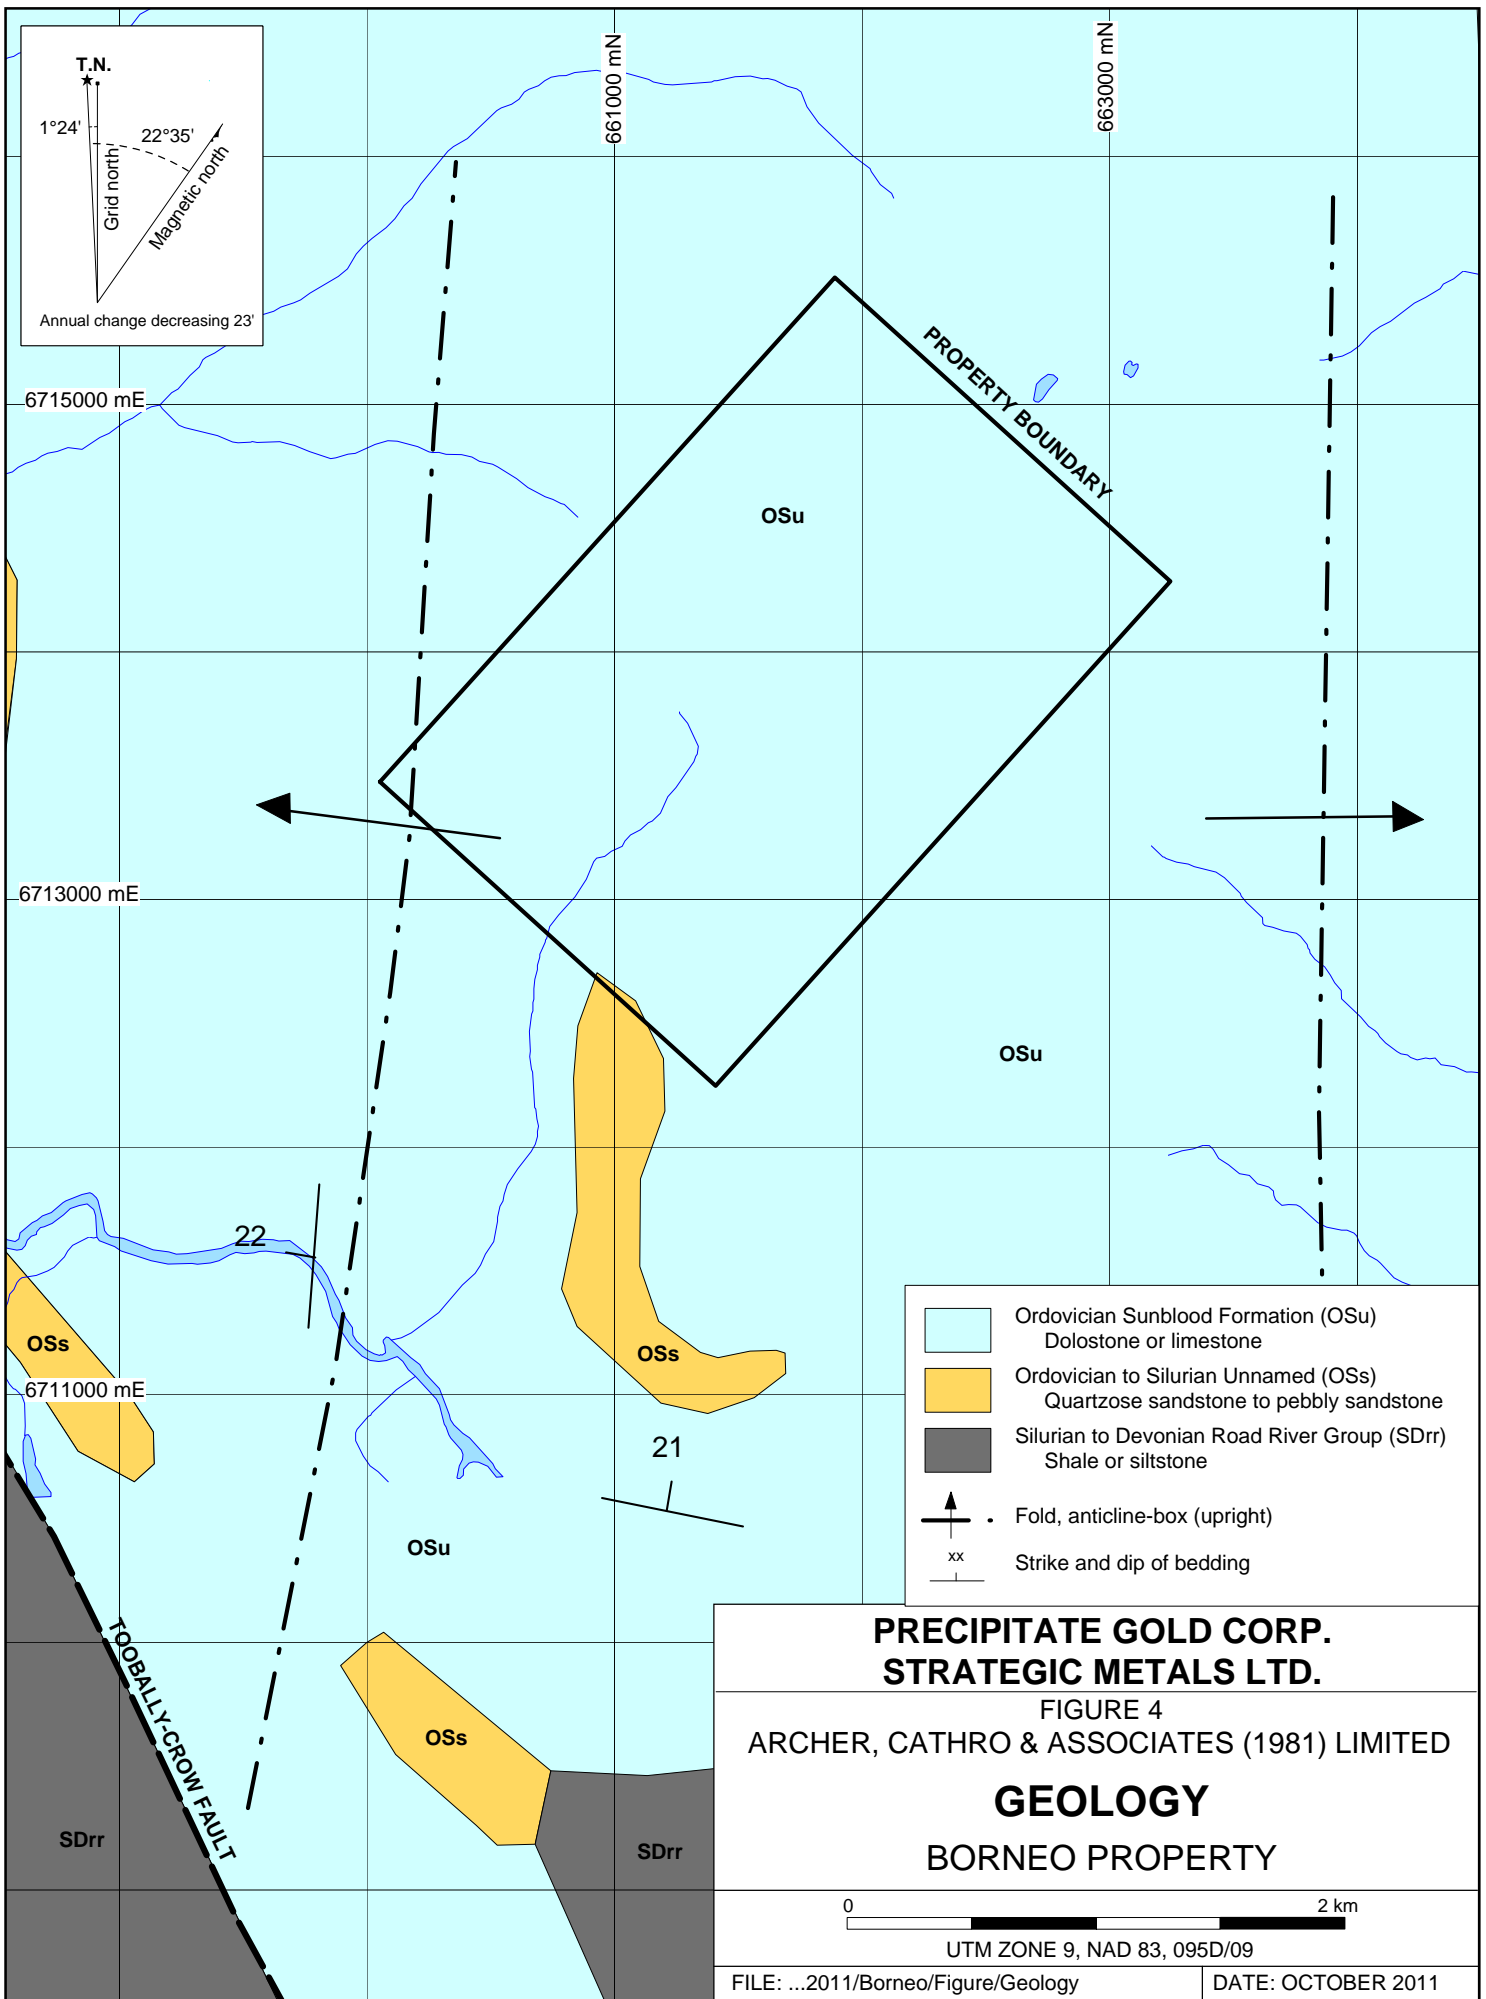 T.N.
1°24'
22°35'
Grid north
Magnetic north
Annual change decreasing 23'
661000 mN
663000 mN
6715000 mE
PROPERTY BOUNDARY
OSu
6713000 mE
OSu
22
OSs
OSs
6711000 mE
21
OSu
TOOBALLY-CROW FAULT
OSs
SDrr
SDrr
Ordovician Sunblood Formation (OSu)
Dolostone or limestone
Ordovician to Silurian Unnamed (OSs)
Quartzose sandstone to pebbly sandstone
Silurian to Devonian Road River Group (SDrr)
Shale or siltstone
Fold, anticline-box (upright)
xx
Strike and dip of bedding
PRECIPITATE GOLD CORP.
STRATEGIC METALS LTD.
FIGURE 4
ARCHER, CATHRO & ASSOCIATES (1981) LIMITED
GEOLOGY
BORNEO PROPERTY
0 2 km
UTM ZONE 9, NAD 83, 095D/09
FILE: ...2011/Borneo/Figure/Geology
DATE: OCTOBER 2011